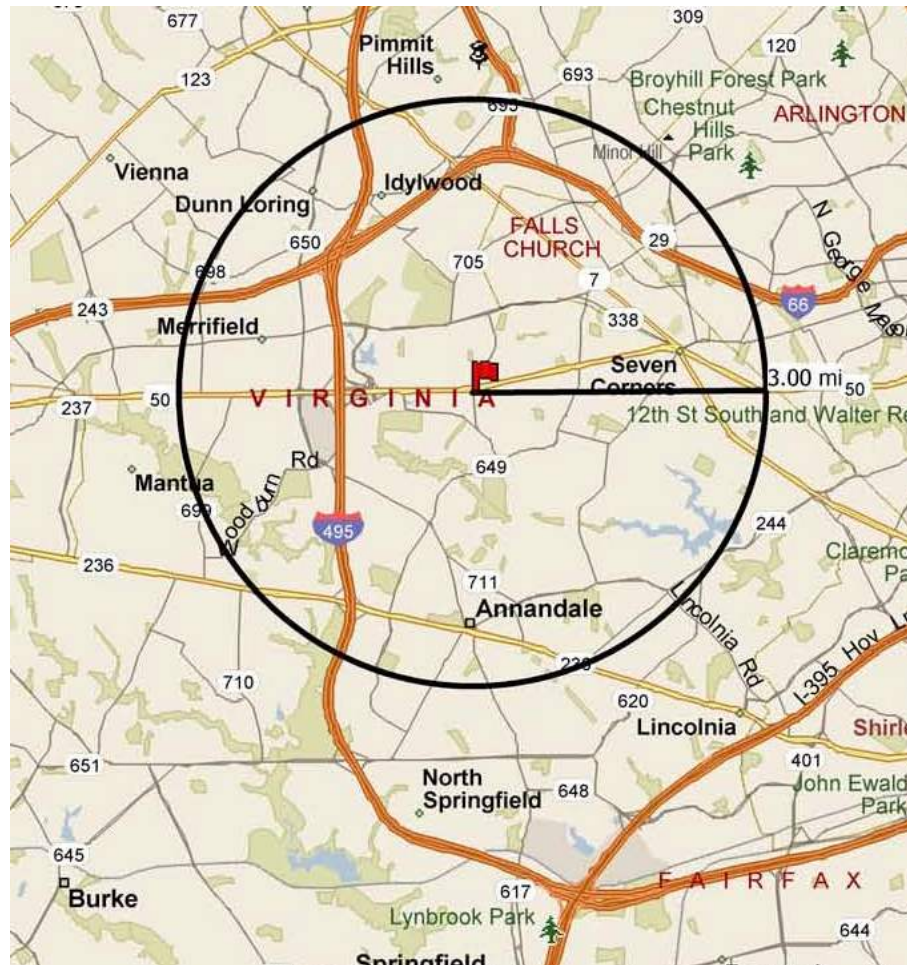 677
309
Pimmit
Hills
120
123
693
Broyhill Forest Park
695
Chestnut
Hills
Park
ARLINGTON
Minor Hill
Vienna
Idylwood
Dunn Loring
FALLS
CHURCH
650
29
705
698
7
N George Mason
66
243
338
Merrifield
Seven
Corners
3.00 mi
50
237
50
VIRGINIA
12th St South and Walter Re
Rd
649
Mantua
699
Woodburn
495
244
236
Claremo
Pa
711
Annandale
Lincolnia Rd
236
I-395 Hov Ln
710
620
Lincolnia
Shirle
651
401
North
Springfield
648
John Ewald
Park
645
FAIRFAX
Burke
617
Lynbrook Park
644
Springfield